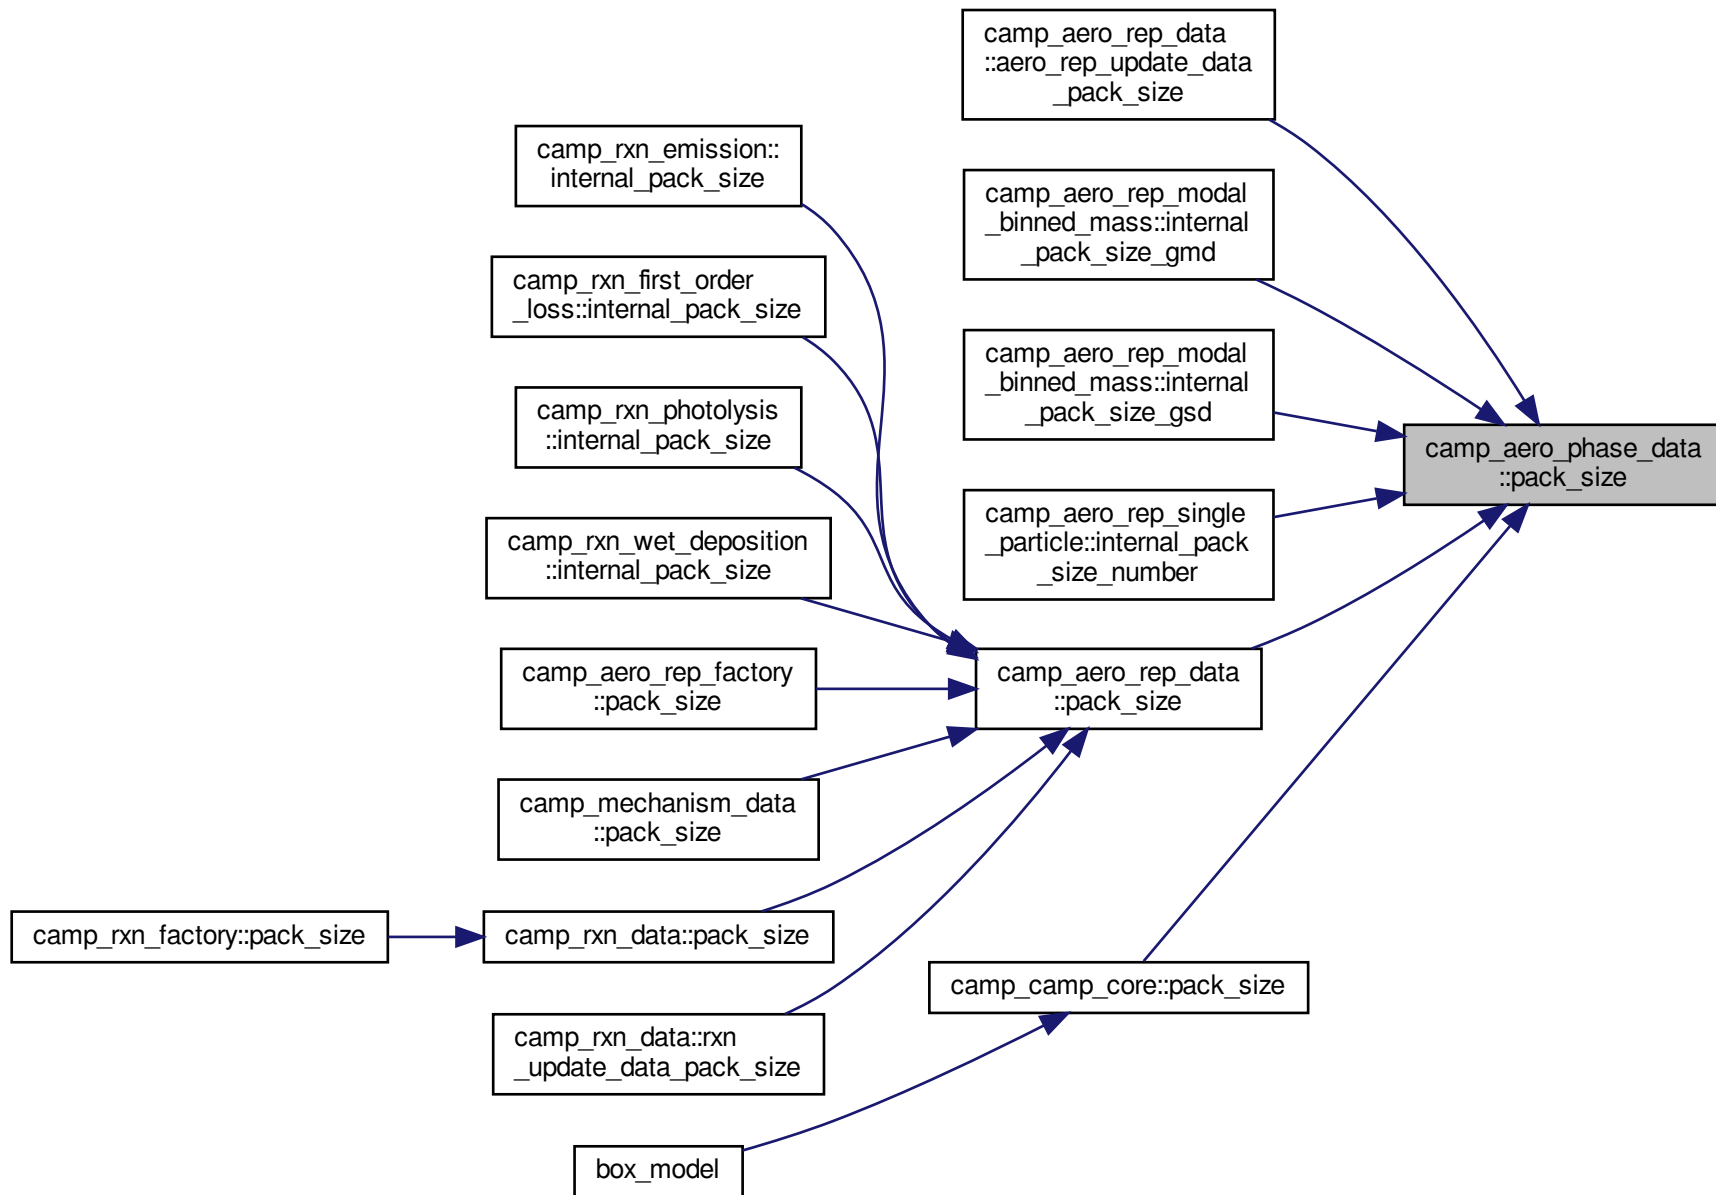 camp_aero_rep_data
::aero_rep_update_data
_pack_size
camp_rxn_emission::
internal_pack_size
camp_aero_rep_modal
_binned_mass::internal
_pack_size_gmd
camp_rxn_first_order
_loss::internal_pack_size
camp_aero_rep_modal
_binned_mass::internal
_pack_size_gsd
camp_rxn_photolysis
::internal_pack_size
camp_aero_phase_data
::pack_size
camp_aero_rep_single
_particle::internal_pack
_size_number
camp_rxn_wet_deposition
::internal_pack_size
camp_aero_rep_factory
::pack_size
camp_aero_rep_data
::pack_size
camp_mechanism_data
::pack_size
camp_rxn_factory::pack_size
camp_rxn_data::pack_size
camp_camp_core::pack_size
camp_rxn_data::rxn
_update_data_pack_size
box_model